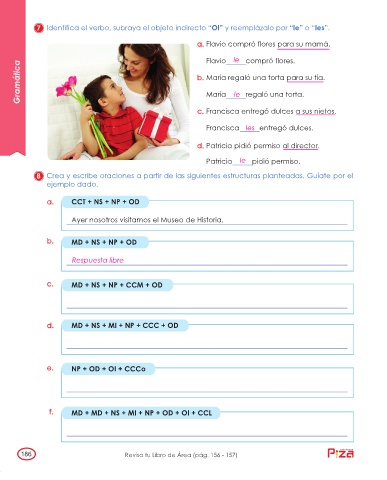 7 Identifica el verbo, subraya el objeto indirecto "OI" y reemplázalo por "le" o "les".
a. Flavio compró flores para su mamá.
Flavio le compró flores.
b. María regaló una torta para su tía.
María le regaló una torta.
c. Francisca entregó dulces a sus nietos.
Francisca les entregó dulces.
d. Patricio pidió permiso al director.
Patricio le pidió permiso.
Gramática
8 Crea y escribe oraciones a partir de las siguientes estructuras planteadas. Guíate por el
ejemplo dado.
a. CCT + NS + NP + OD
Ayer nosotros visitamos el Museo de Historia.
b. MD + NS + NP + OD
Respuesta libre
c. MD + NS + NP + CCM + OD
d. MD + NS + MI + NP + CCC + OD
e. NP + OD + OI + CCCo
f. MD + MD + NS + MI + NP + OD + OI + CCL
186
Revisa tu Libro de Área (pág. 156 - 157)
Piza